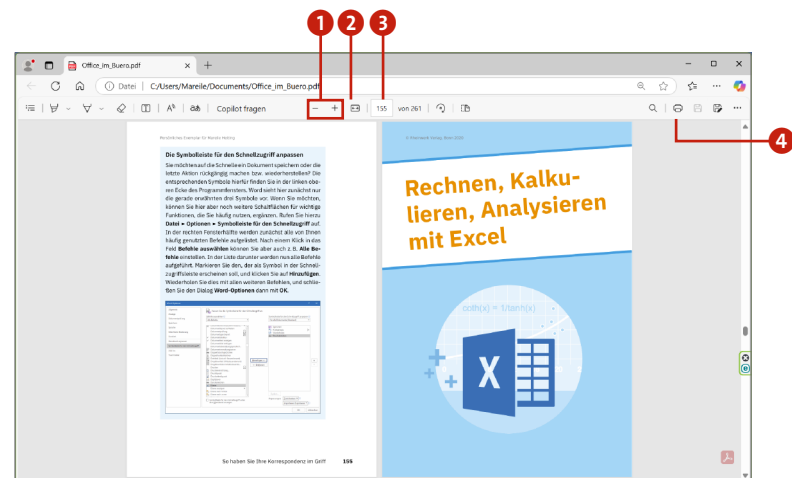 1 2 3
Office_im_Buero.pdf
Datei C:/Users/Mareile/Documents/Office_im_Buero.pdf
Copilot fragen − + 155 von 261
4
Die Symbolleiste für den Schnellzugriff anpassen
Sie möchten auf die Schnelle ein Dokument speichern oder die
letzte Aktion rückgängig machen bzw. wiederherstellen? Die
entsprechenden Symbole hierfür finden Sie in der linken obe-
ren Ecke des Programmfensters. Word sieht hier zunächst nur
die gerade erwähnten drei Symbole vor. Wenn Sie möchten,
können Sie hier aber noch weitere Schaltflächen für wichtige
Funktionen, die Sie häufig nutzen, ergänzen. Rufen Sie hierzu
Datei ▸ Optionen ▸ Symbolleiste für den Schnellzugriff auf.
In der rechten Fensterhälfte werden zunächst alle von Ihnen
häufig genutzten Befehle aufgelistet. Nach einem Klick in das
Feld Befehle auswählen können Sie aber auch z. B. Alle Be-
fehle einstellen. In der Liste darunter werden nun alle Befehle
aufgeführt. Markieren Sie den, der als Symbol in der Schnell-
zugriffsleiste erscheinen soll, und klicken Sie auf Hinzufügen.
Wiederholen Sie dies mit allen weiteren Befehlen, und schlie-
ßen Sie den Dialog Word-Optionen dann mit OK.
So haben Sie Ihre Korrespondenz im Griff 155
Rechnen, Kalku-
lieren, Analysieren
mit Excel
coth(x) = 1/tanh(x)
X